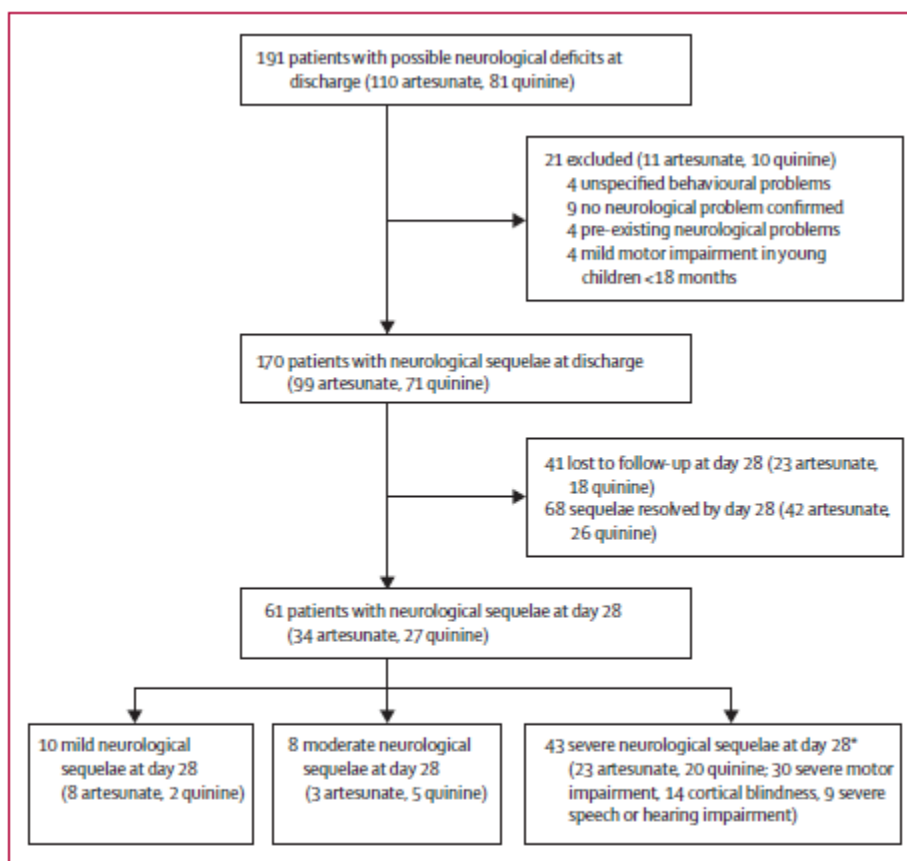 191 patients with possible neurological deficits at
discharge (110 artesunate, 81 quinine)
21 excluded (11 artesunate, 10 quinine)
4 unspecified behavioural problems
9 no neurological problem confirmed
4 pre-existing neurological problems
4 mild motor impairment in young
children <18 months
170 patients with neurological sequelae at discharge
(99 artesunate, 71 quinine)
41 lost to follow-up at day 28 (23 artesunate,
18 quinine)
68 sequelae resolved by day 28 (42 artesunate,
26 quinine)
61 patients with neurological sequelae at day 28
(34 artesunate, 27 quinine)
10 mild neurological
sequelae at day 28
(8 artesunate, 2 quinine)
8 moderate neurological
sequelae at day 28
(3 artesunate, 5 quinine)
43 severe neurological sequelae at day 28*
(23 artesunate, 20 quinine; 30 severe motor
impairment, 14 cortical blindness, 9 severe
speech or hearing impairment)